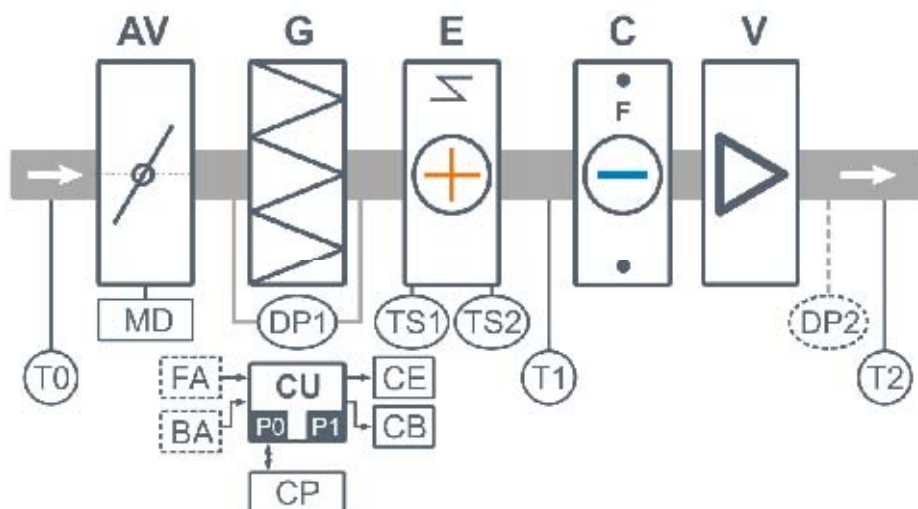 AV G E C V
F
MD DP1 TS1 TS2 DP2
T0 FA CU CE T1 T2
BA P0 P1 CB
CP